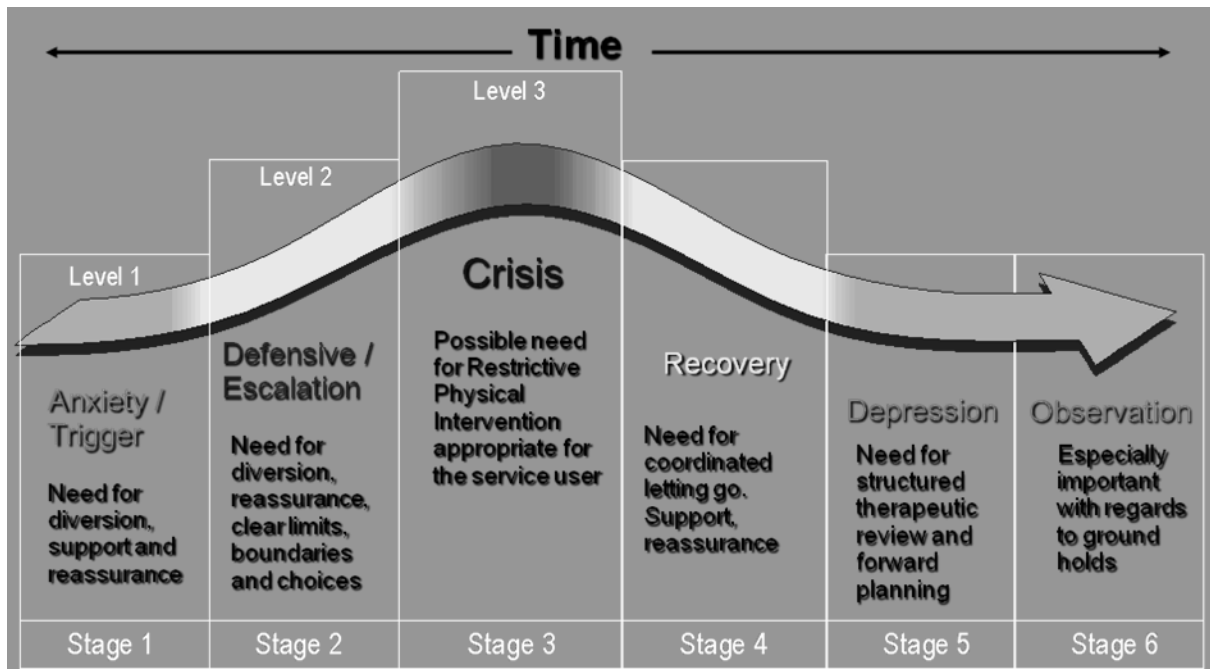 Time
Level 1
Anxiety /
Trigger
Need for
diversion,
support and
reassurance
Stage 1
Level 2
Defensive /
Escalation
Need for
diversion,
reassurance,
clear limits,
boundaries
and choices
Stage 2
Level 3
Crisis
Possible need
for Restrictive
Physical
Intervention
appropriate for
the service user
Stage 3
Recovery
Need for
coordinated
letting go.
Support,
reassurance
Stage 4
Depression
Need for
structured
therapeutic
review and
forward
planning
Stage 5
Observation
Especially
important
with regards
to ground
holds
Stage 6